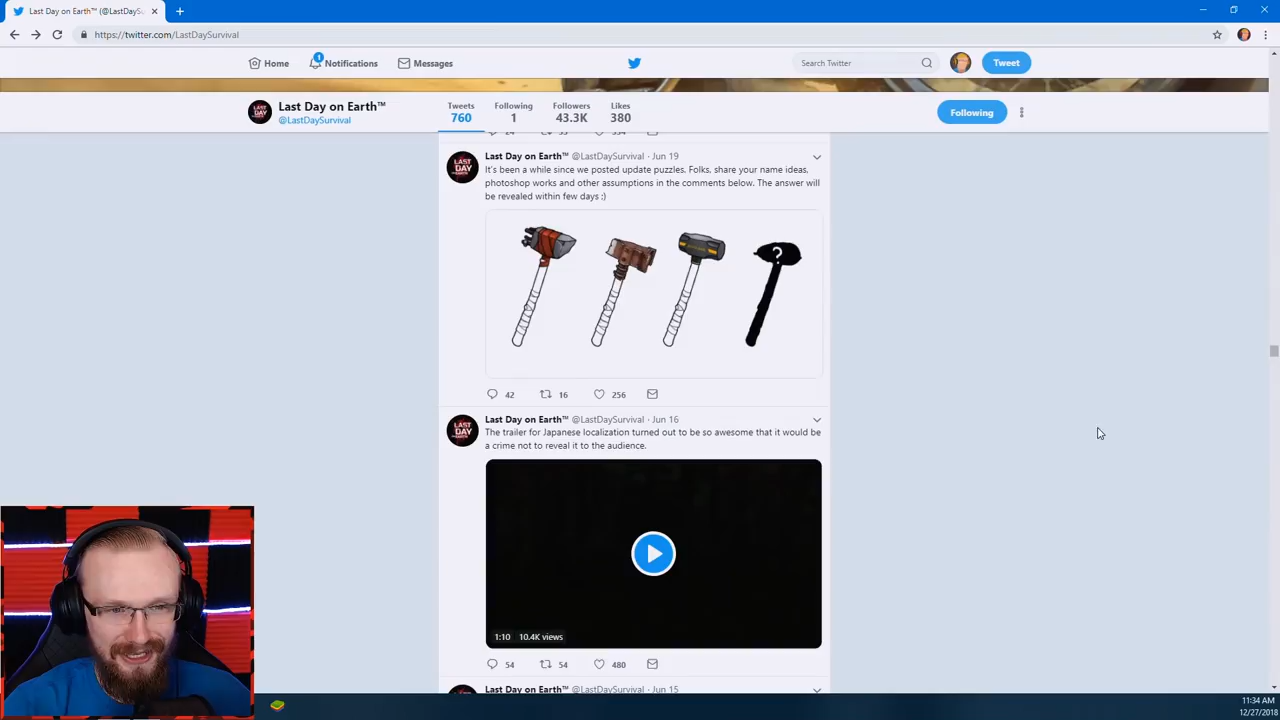 Last Day on Earth™ (@LastDayS
https://twitter.com/LastDaySurvival
1
Home
Notifications
Messages
Search Twitter
Tweet
Last Day on Earth™
@LastDaySurvival
Tweets
760
Following
1
Followers
43.3K
Likes
380
Following
LAST
DAY
Last Day on Earth™ @LastDaySurvival · Jun 19
It's been a while since we posted update puzzles. Folks, share your name ideas,
photoshop works and other assumptions in the comments below. The answer will
be revealed within few days ;)
?
42
16
256
LAST
DAY
Last Day on Earth™ @LastDaySurvival · Jun 16
The trailer for Japanese localization turned out to be so awesome that it would be
a crime not to reveal it to the audience.
1:10 10.4K views
54
54
480
Last Day on Earth™ @LastDaySurvival · Jun 15
11:34 AM
12/27/2018